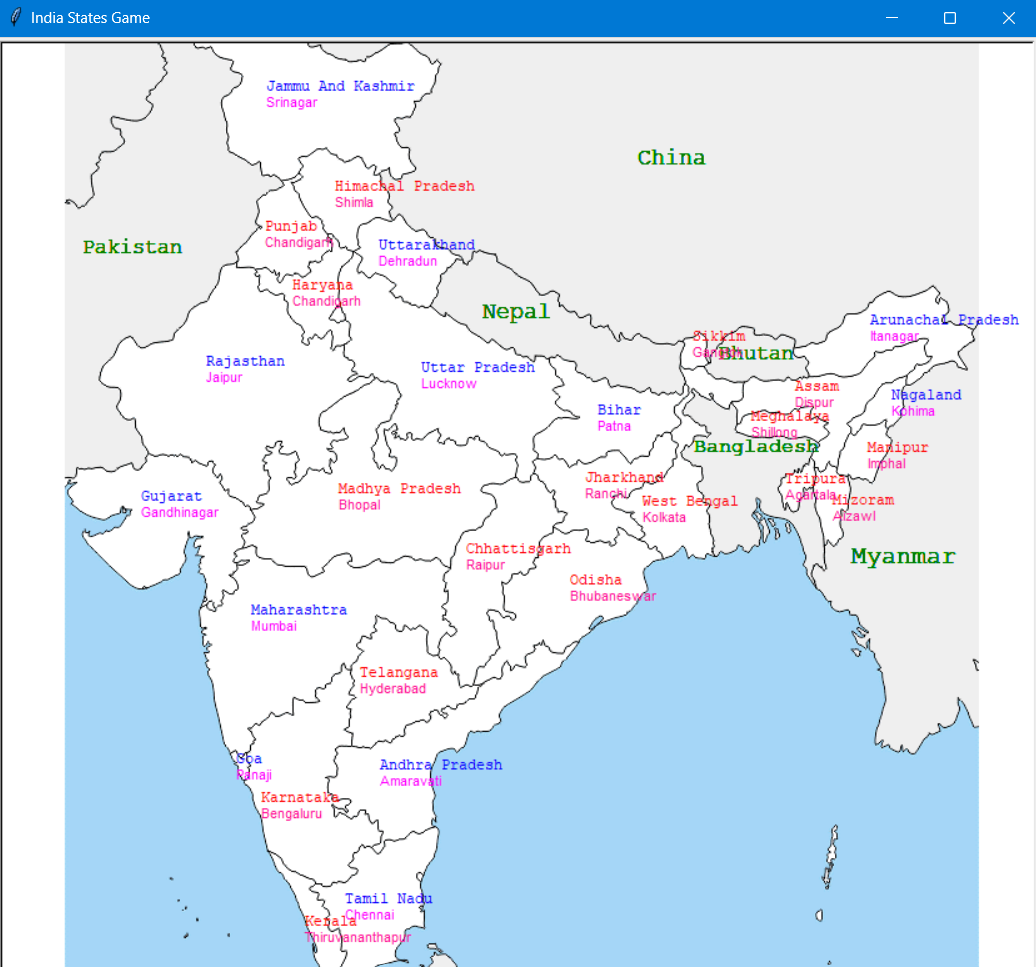 India States Game
Jammu And Kashmir
Srinagar
China
Himachal Pradesh
Shimla
Punjab
Chandigarh
Pakistan
Uttarakhand
Dehradun
Haryana
Chandigarh
Nepal
Arunachal Pradesh
Itanagar
Sikkim
Gangtok
Bhutan
Rajasthan
Jaipur
Uttar Pradesh
Lucknow
Assam
Dispur
Nagaland
Kohima
Bihar
Patna
Meghalaya
Shillong
Bangladesh
Manipur
Imphal
Jharkhand
Ranchi
Tripura
Agartala
Madhya Pradesh
Bhopal
Gujarat
Gandhinagar
West Bengal
Kolkata
Mizoram
Aizawl
Chhattisgarh
Raipur
Myanmar
Odisha
Bhubaneswar
Maharashtra
Mumbai
Telangana
Hyderabad
Goa
Panaji
Andhra Pradesh
Amaravati
Karnataka
Bengaluru
Tamil Nadu
Chennai
Kerala
Thiruvananthapur